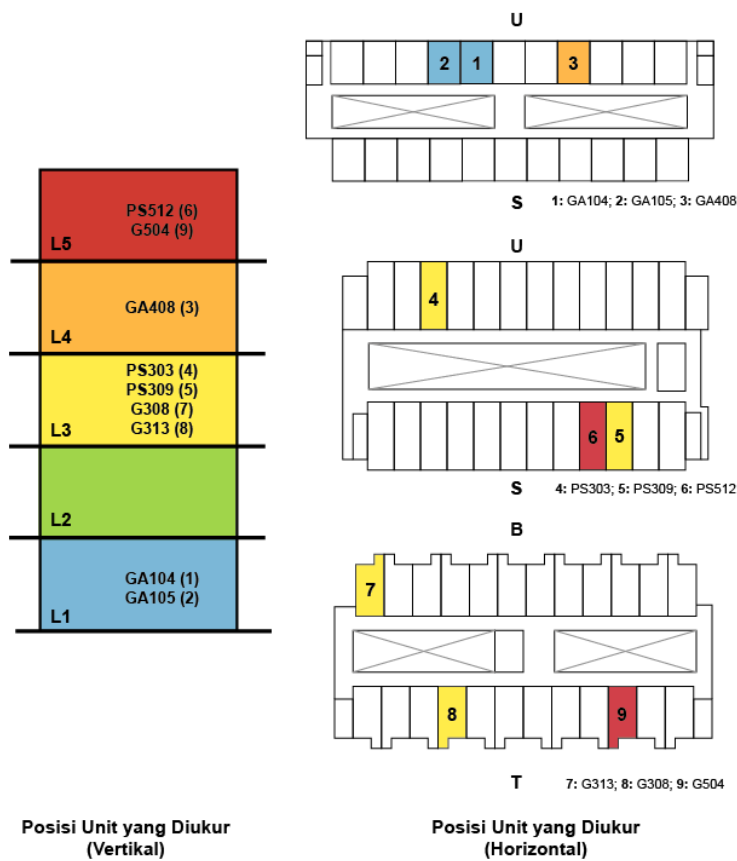 PS512 (6)
G504 (9)
L5
GA408 (3)
L4
PS303 (4)
PS309 (5)
G308 (7)
G313 (8)
L3
L2
GA104 (1)
GA105 (2)
L1
Posisi Unit yang Diukur
(Vertikal)
U
2 1 3
S 1: GA104; 2: GA105; 3: GA408
U
4
6 5
S 4: PS303; 5: PS309; 6: PS512
B
7
8 9
T 7: G313; 8: G308; 9: G504
Posisi Unit yang Diukur
(Horizontal)